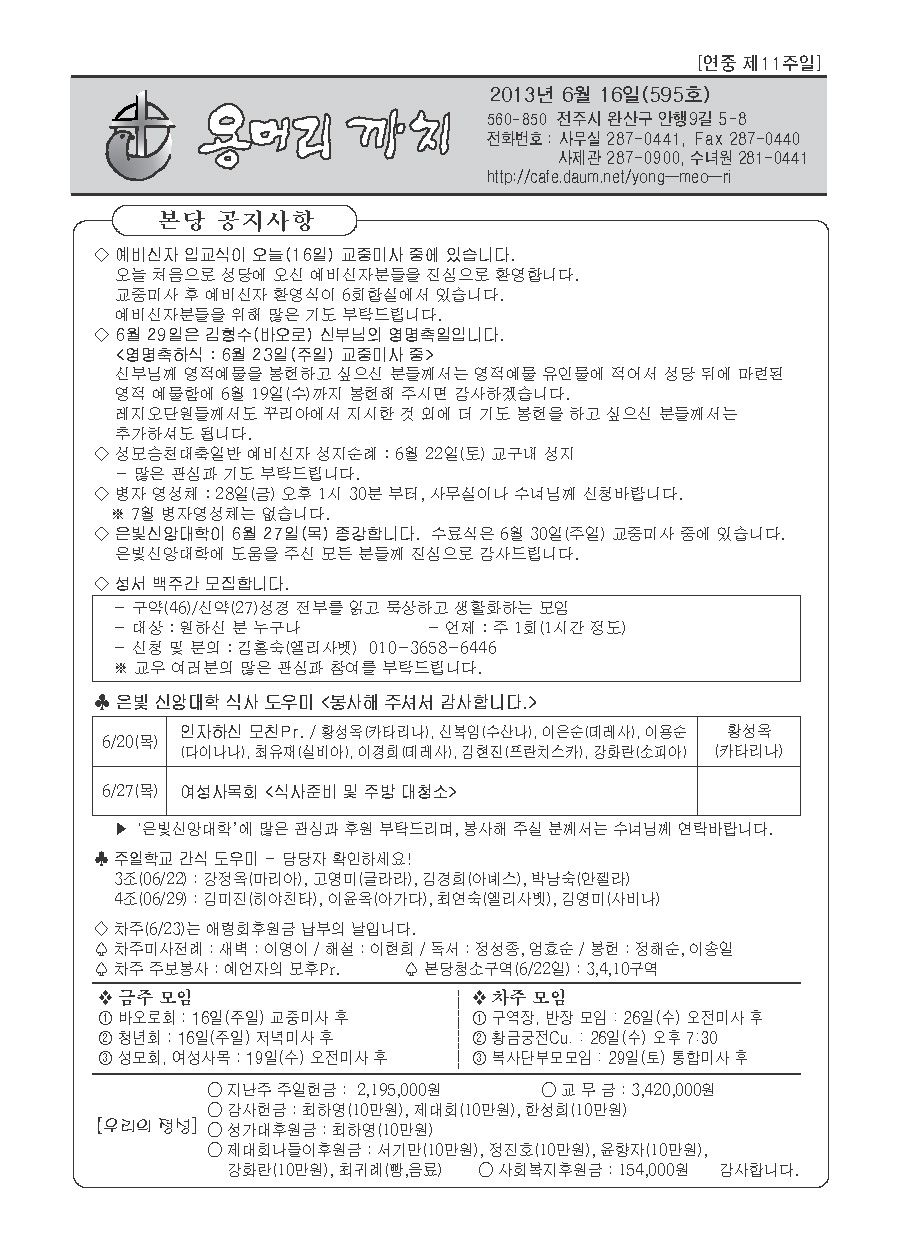 [연중 제11주일]
용머리 까치
2013년 6월 16일(595호)
560-850 전주시 완산구 안행9길 5-8
전화번호 : 사무실 287-0441, Fax 287-0440
사제관 287-0900, 수녀원 281-0441
http://cafe.daum.net/yong-meo-ri
본당 공지사항
◇ 예비신자 입교식이 오늘(16일) 교중미사 중에 있습니다.
오늘 처음으로 성당에 오신 예비신자분들을 진심으로 환영합니다.
교중미사 후 예비신자 환영식이 6회합실에서 있습니다.
예비신자분들을 위해 많은 기도 부탁드립니다.
◇ 6월 29일은 김형수(바오로) 신부님의 영명축일입니다.
<영명축하식 : 6월 23일(주일) 교중미사 중>
신부님께 영적예물을 봉헌하고 싶으신 분들께서는 영적예물 유인물에 적어서 성당 뒤에 마련된
영적 예물함에 6월 19일(수)까지 봉헌해 주시면 감사하겠습니다.
레지오단원들께서도 꾸리아에서 지시한 것 외에 더 기도 봉헌을 하고 싶으신 분들께서는
추가하셔도 됩니다.
◇ 성모승천대축일반 예비신자 성지순례 : 6월 22일(토) 교구내 성지
- 많은 관심과 기도 부탁드립니다.
◇ 병자 영성체 : 28일(금) 오후 1시 30분 부터, 사무실이나 수녀님께 신청바랍니다.
※ 7월 병자영성체는 없습니다.
◇ 은빛신앙대학이 6월 27일(목) 종강합니다. 수료식은 6월 30일(주일) 교중미사 중에 있습니다.
은빛신앙대학에 도움을 주신 모든 분들께 진심으로 감사드립니다.
◇ 성서 백주간 모집합니다.
- 구약(46)/신약(27)성경 전부를 읽고 묵상하고 생활화하는 모임
- 대상 : 원하신 분 누구나 - 언제 : 주 1회(1시간 정도)
- 신청 및 문의 : 김홍숙(엘리사벳) 010-3658-6446
※ 교우 여러분의 많은 관심과 참여를 부탁드립니다.
♣ 은빛 신앙대학 식사 도우미 <봉사해 주셔서 감사합니다.>
6/20(목) 인자하신 모친Pr. / 황성옥(카타리나), 신복임(수산나), 이은순(데레사), 이용순 황성옥
(다이나나), 최유재(실비아), 이경희(데레사), 김현진(프란치스카), 강화란(소피아) (카타리나)
6/27(목) 여성사목회 <식사준비 및 주방 대청소>
▶ '은빛신앙대학'에 많은 관심과 후원 부탁드리며, 봉사해 주실 분께서는 수녀님께 연락바랍니다.
♣ 주일학교 간식 도우미 - 담당자 확인하세요!
3조(06/22) : 강정옥(마리아), 고영미(글라라), 김경희(아녜스), 박남숙(안젤라)
4조(06/29) : 김미진(히아친타), 이윤옥(아가다), 최연숙(엘리사벳), 김영미(사비나)
◇ 차주(6/23)는 애령회후원금 납부의 날입니다.
♤ 차주미사전례 : 새벽 : 이영이 / 해설 : 이현희 / 독서 : 정성종, 엄효순 / 봉헌 : 정해순, 이송일
♤ 차주 주보봉사 : 예언자의 모후Pr. ♤ 본당청소구역(6/22일) : 3,4,10구역
❖ 금주 모임
① 바오로회 : 16일(주일) 교중미사 후
② 청년회 : 16일(주일) 저녁미사 후
③ 성모회, 여성사목 : 19일(수) 오전미사 후
❖ 차주 모임
① 구역장, 반장 모임 : 26일(수) 오전미사 후
② 황금궁전Cu. : 26일(수) 오후 7:30
③ 복사단부모모임 : 29일(토) 통합미사 후
[우리의 정성]
○ 지난주 주일헌금 : 2,195,000원 ○ 교 무 금 : 3,420,000원
○ 감사헌금 : 최하영(10만원), 제대회(10만원), 한성희(10만원)
○ 성가대후원금 : 최하영(10만원)
○ 제대회나들이후원금 : 서기만(10만원), 정진호(10만원), 윤향자(10만원),
강화란(10만원), 최귀례(빵,음료) ○ 사회복지후원금 : 154,000원 감사합니다.